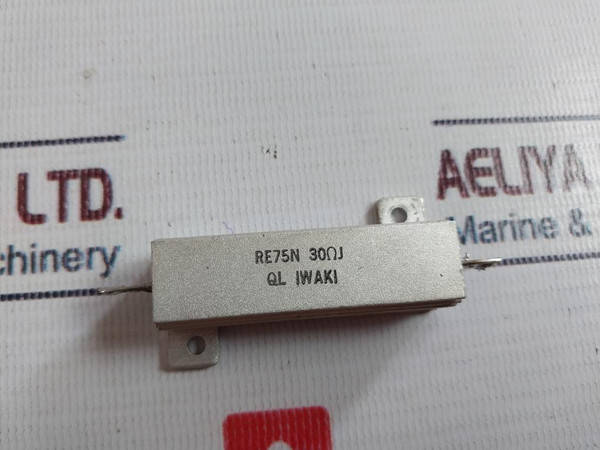 LTD.
chinery
AELIYA
Marine &
RE75N 30ΩJ
QL IWAKI